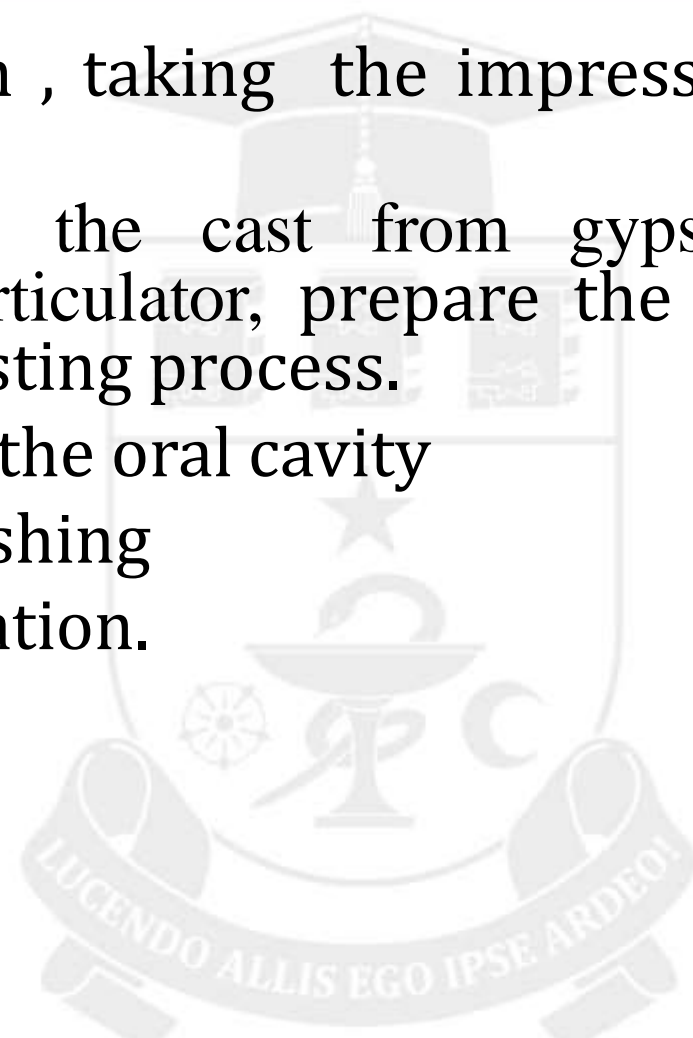 n , taking the impress
the cast from gyps
rticulator, prepare the
sting process.
the oral cavity
shing
ntion.
LUCENDO ALLIS EGO IPSE ARDEO!